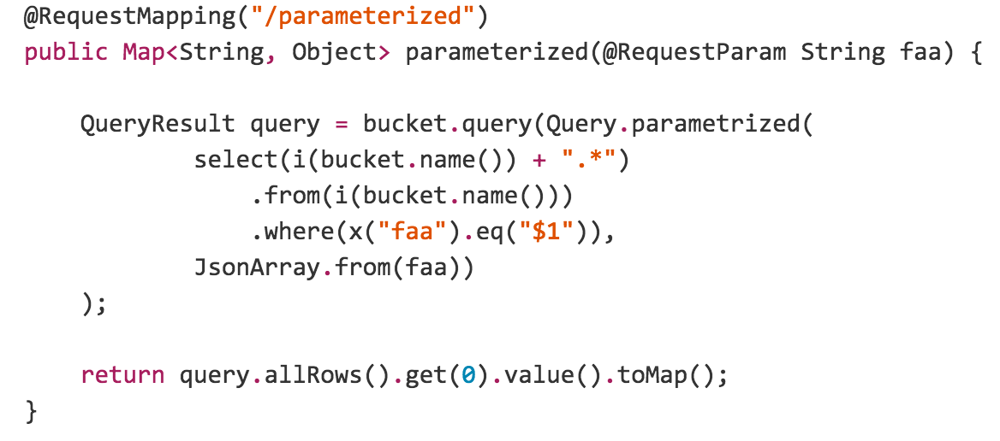 @RequestMapping("/parameterized")
public Map<String, Object> parameterized(@RequestParam String faa) {
QueryResult query = bucket.query(Query.parametrized(
select(i(bucket.name()) + ".*")
.from(i(bucket.name()))
.where(x("faa").eq("$1")),
JsonArray.from(faa))
);
return query.allRows().get(0).value().toMap();
}